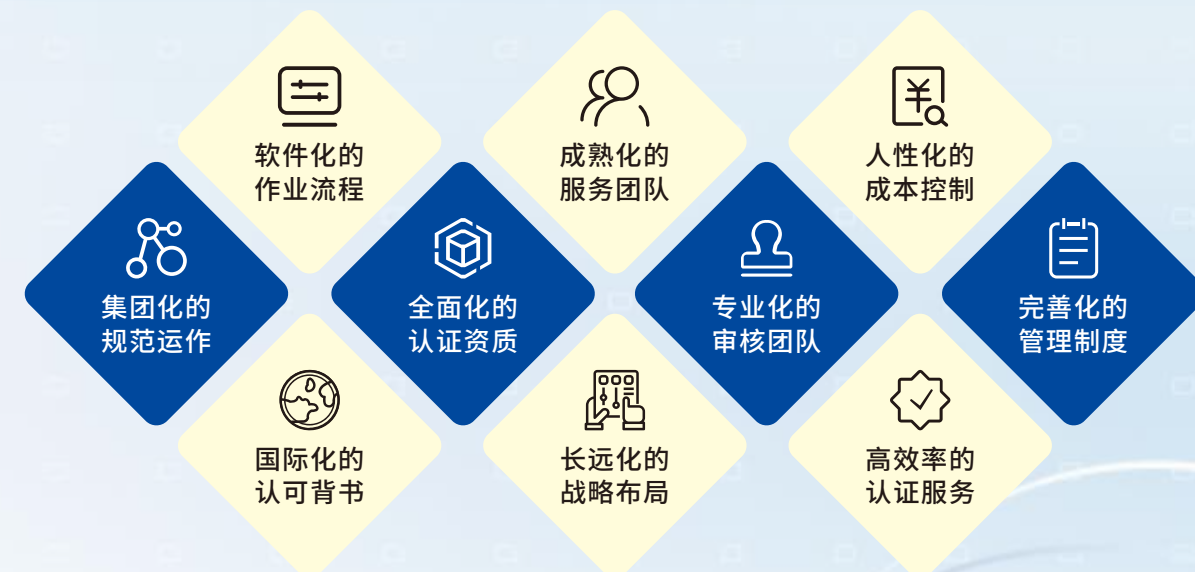 软件化的
作业流程
成熟化的
服务团队
人性化的
成本控制
集团化的
规范运作
全面化的
认证资质
专业化的
审核团队
完善化的
管理制度
国际化的
认可背书
长远化的
战略布局
高效率的
认证服务